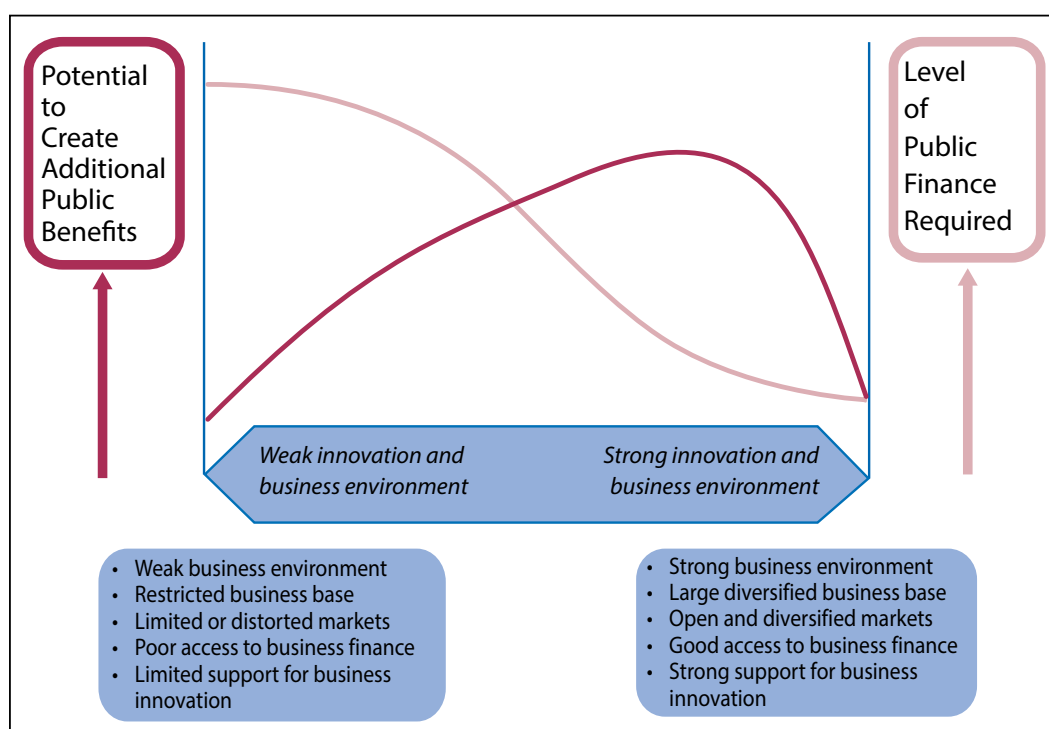 Potential
to
Create
Additional
Public
Benefits
Level
of
Public
Finance
Required
Weak innovation and
business environment
Strong innovation and
business environment
• Weak business environment
• Restricted business base
• Limited or distorted markets
• Poor access to business finance
• Limited support for business
innovation
• Strong business environment
• Large diversified business base
• Open and diversified markets
• Good access to business finance
• Strong support for business
innovation